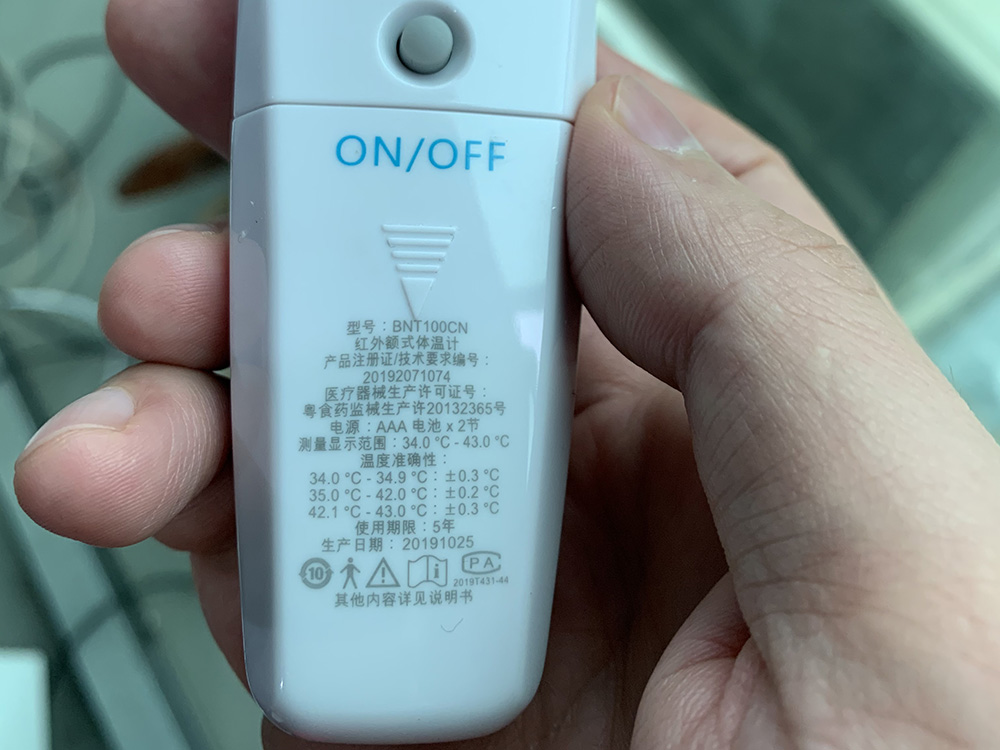 ON/OFF
型号：BNT100CN
红外额式体温计
产品注册证/技术要求编号：
20192071074
医疗器械生产许可证号：
粤食药监械生产许20132365号
电源：AAA 电池 x 2节
测量显示范围：34.0 °C - 43.0 °C
温度准确性：
34.0 °C - 34.9 °C：±0.3 °C
35.0 °C - 42.0 °C：±0.2 °C
42.1 °C - 43.0 °C：±0.3 °C
使用期限：5年
生产日期：20191025
10
PA
2019T431-44
其他内容详见说明书